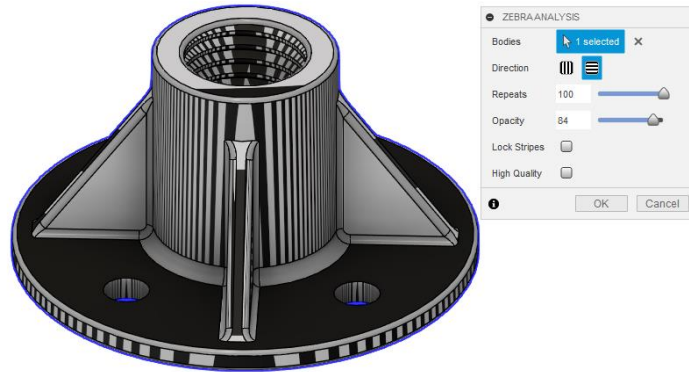 ZEBRA ANALYSIS
Bodies 1 selected
Direction
Repeats 100
Opacity 84
Lock Stripes
High Quality
OK Cancel